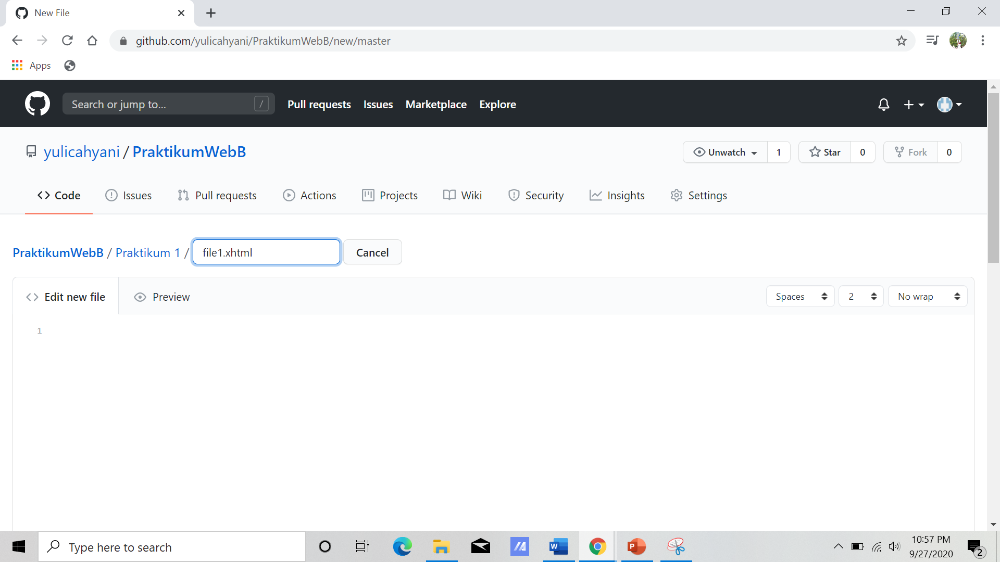 New File
github.com/yulicahyani/PraktikumWebB/new/master
Apps
Search or jump to... /
Pull requests Issues Marketplace Explore
yulicahyani / PraktikumWebB
Unwatch 1 Star 0 Fork 0
Code Issues Pull requests Actions Projects Wiki Security Insights Settings
PraktikumWebB / Praktikum 1 / file1.xhtml Cancel
Edit new file Preview Spaces 2 No wrap
1
Type here to search
10:57 PM
9/27/2020
2